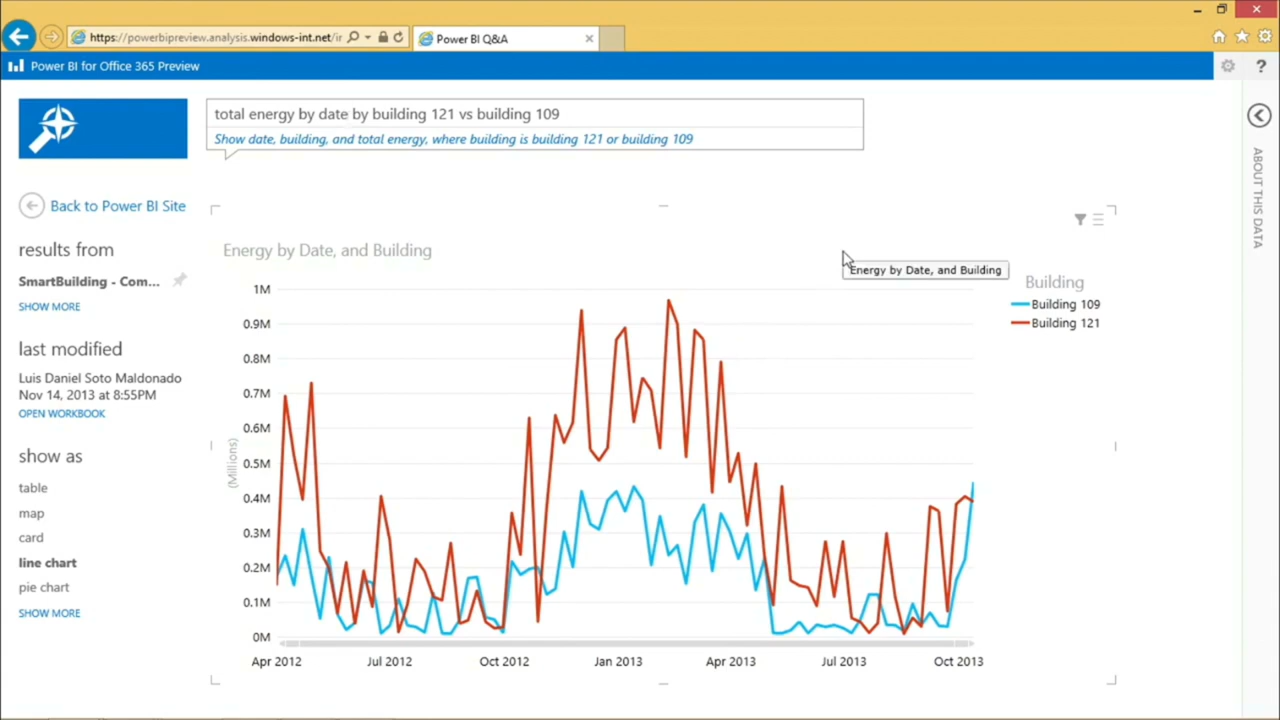 https://powerbipreview.analysis.windows-int.net/ir
Power BI Q&A
Power BI for Office 365 Preview
?
total energy by date by building 121 vs building 109
Show date, building, and total energy, where building is building 121 or building 109
ABOUT THIS DATA
Back to Power BI Site
results from
SmartBuilding - Com...
SHOW MORE
last modified
Luis Daniel Soto Maldonado
Nov 14, 2013 at 8:55PM
OPEN WORKBOOK
show as
table
map
card
line chart
pie chart
SHOW MORE
Energy by Date, and Building
Energy by Date, and Building
Building
Building 109
Building 121
(Millions)
1M
0.9M
0.8M
0.7M
0.6M
0.5M
0.4M
0.3M
0.2M
0.1M
0M
Apr 2012 Jul 2012 Oct 2012 Jan 2013 Apr 2013 Jul 2013 Oct 2013